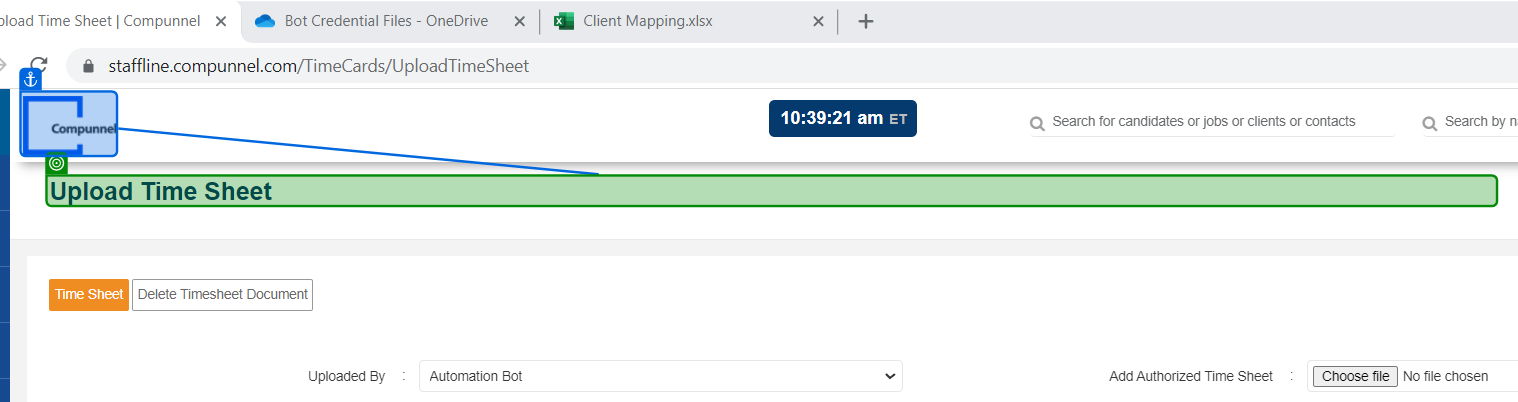 pload Time Sheet | Compunnel
Bot Credential Files - OneDrive
Client Mapping.xlsx
staffline.compunnel.com/TimeCards/UploadTimeSheet
Compunnel
10:39:21 am ET
Search for candidates or jobs or clients or contacts
Search by n
Upload Time Sheet
Time Sheet
Delete Timesheet Document
Uploaded By :
Automation Bot
Add Authorized Time Sheet :
Choose file No file chosen